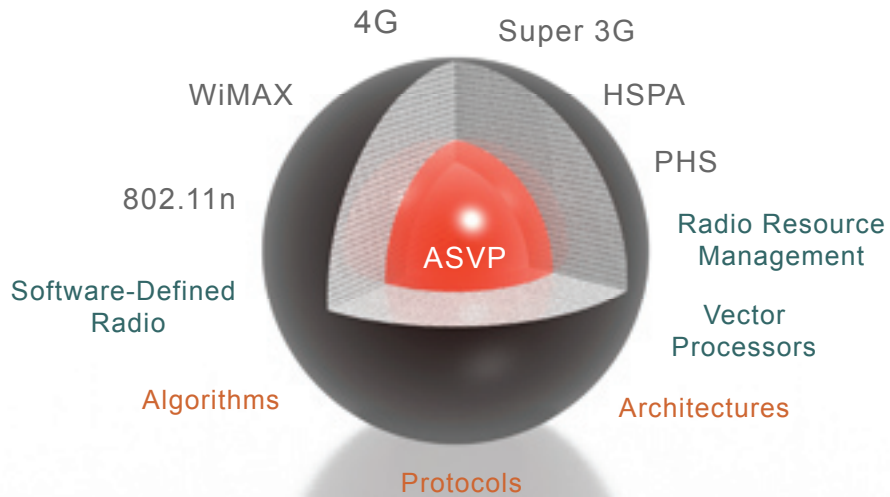 4G
Super 3G
WiMAX
HSPA
PHS
802.11n
Radio Resource
Management
ASVP
Software-Defined
Radio
Vector
Processors
Algorithms
Architectures
Protocols